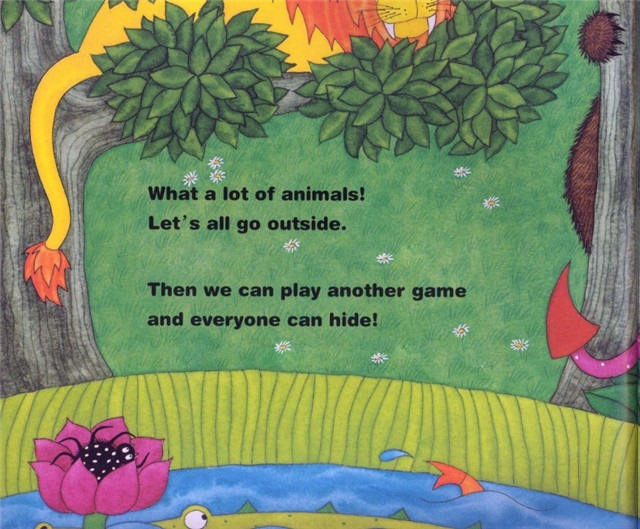 What a lot of animals!
Let's all go outside.
Then we can play another game
and everyone can hide!